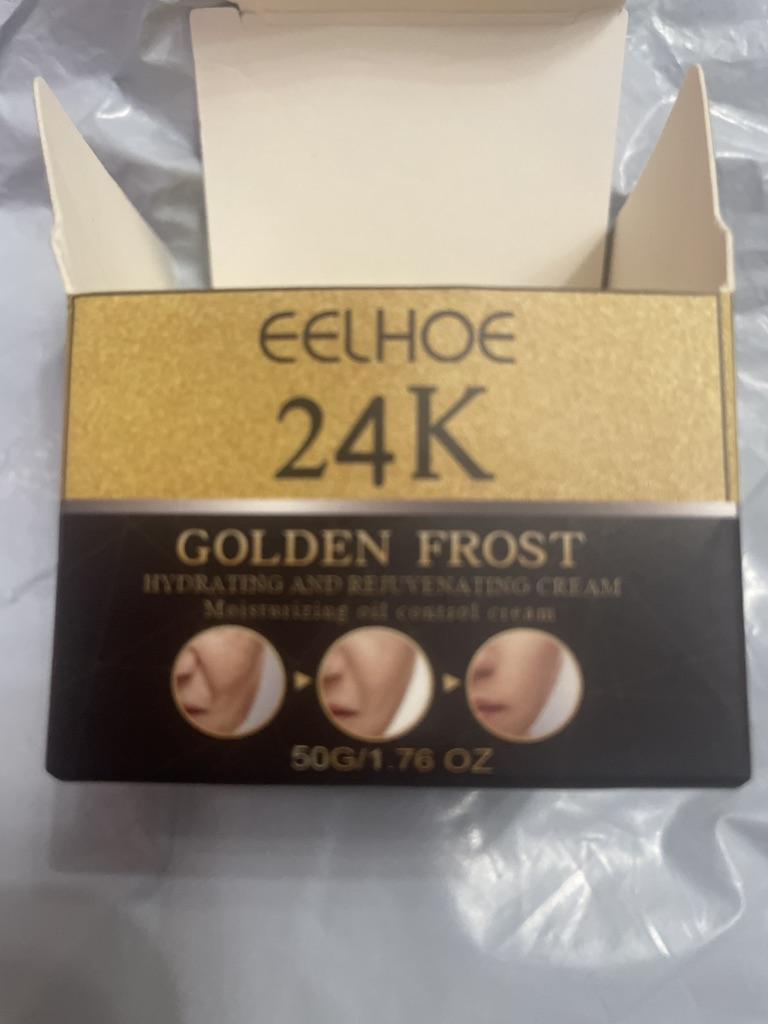 EELHOE
24K
GOLDEN FROST
HYDRATING AND REJUVENATING CREAM
Moisturizing oil control cream
50G/1.76 OZ